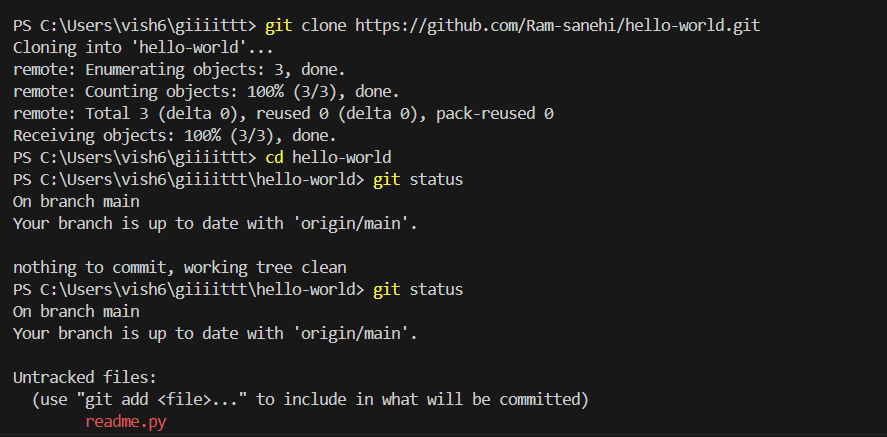 PS C:\Users\vish6\giiiittt> git clone https://github.com/Ram-sanehi/hello-world.git
Cloning into 'hello-world'...
remote: Enumerating objects: 3, done.
remote: Counting objects: 100% (3/3), done.
remote: Total 3 (delta 0), reused 0 (delta 0), pack-reused 0
Receiving objects: 100% (3/3), done.
PS C:\Users\vish6\giiiittt> cd hello-world
PS C:\Users\vish6\giiiittt\hello-world> git status
On branch main
Your branch is up to date with 'origin/main'.

nothing to commit, working tree clean
PS C:\Users\vish6\giiiittt\hello-world> git status
On branch main
Your branch is up to date with 'origin/main'.

Untracked files:
  (use "git add <file>..." to include in what will be committed)
        readme.py